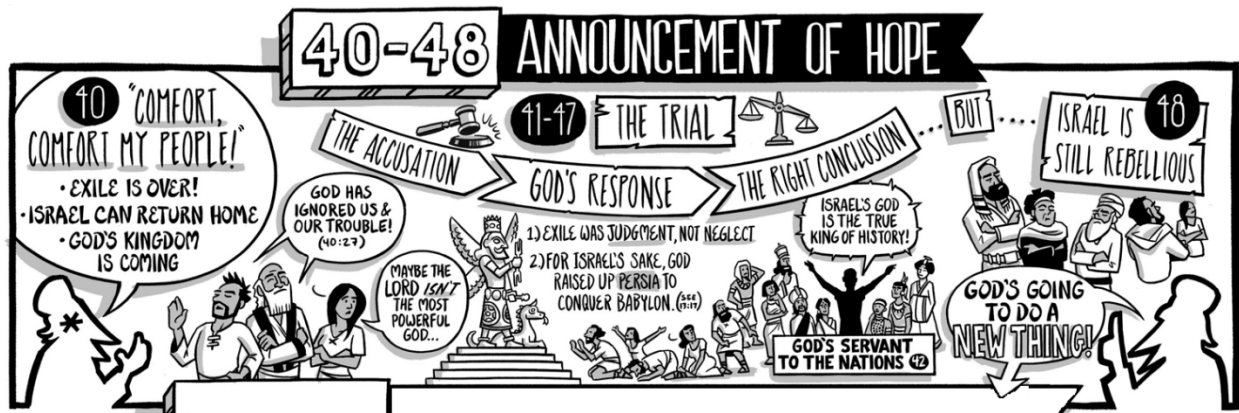 40-48 ANNOUNCEMENT OF HOPE
40 "COMFORT,
COMFORT MY PEOPLE!"
• EXILE IS OVER!
• ISRAEL CAN RETURN HOME
• GOD'S KINGDOM
IS COMING
GOD HAS
IGNORED US &
OUR TROUBLE!
(40:27)
MAYBE THE
LORD ISN'T
THE MOST
POWERFUL
GOD...
41-47 THE TRIAL
THE ACCUSATION
GOD'S RESPONSE
THE RIGHT CONCLUSION
1.) EXILE WAS JUDGMENT, NOT NEGLECT
2.) FOR ISRAEL'S SAKE, GOD
RAISED UP PERSIA TO
CONQUER BABYLON. (SEE
ISRAEL'S GOD
IS THE TRUE
KING OF HISTORY!
GOD'S SERVANT
TO THE NATIONS 42
BUT
ISRAEL IS 48
STILL REBELLIOUS
GOD'S GOING
TO DO A
NEW THING!